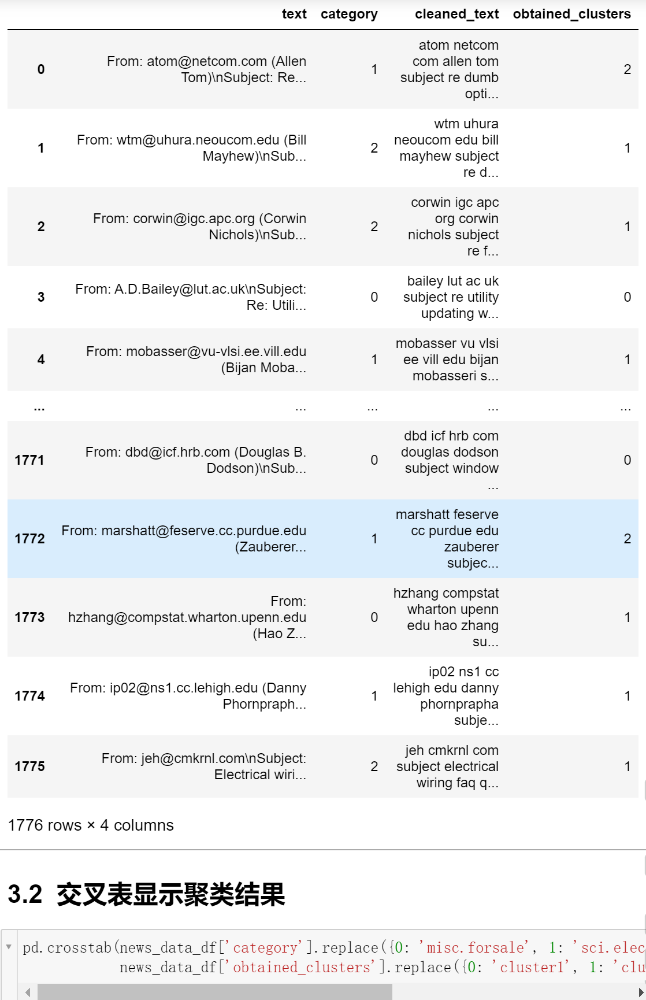 text category cleaned_text obtained_clusters
0 From: atom@netcom.com (Allen Tom)\nSubject: Re... 1 atom netcom com allen tom subject re dumb opti... 2
1 From: wtm@uhura.neoucom.edu (Bill Mayhew)\nSub... 2 wtm uhura neoucom edu bill mayhew subject re d... 1
2 From: corwin@igc.apc.org (Corwin Nichols)\nSub... 2 corwin igc apc org corwin nichols subject re f... 1
3 From: A.D.Bailey@lut.ac.uk\nSubject: Re: Utili... 0 bailey lut ac uk subject re utility updating w... 0
4 From: mobasser@vu-vlsi.ee.vill.edu (Bijan Moba... 1 mobasser vu vlsi ee vill edu bijan mobasseri s... 1
... ... ... ... ...
1771 From: dbd@icf.hrb.com (Douglas B. Dodson)\nSub... 0 dbd icf hrb com douglas dodson subject window ... 0
1772 From: marshatt@feserve.cc.purdue.edu (Zauberer... 1 marshatt feserve cc purdue edu zauberer subjec... 2
1773 From: hzhang@compstat.wharton.upenn.edu (Hao Z... 0 hzhang compstat wharton upenn edu hao zhang su... 1
1774 From: ip02@ns1.cc.lehigh.edu (Danny Phornpraph... 1 ip02 ns1 cc lehigh edu danny phornprapha subje... 1
1775 From: jeh@cmkrnl.com\nSubject: Electrical wiri... 2 jeh cmkrnl com subject electrical wiring faq q... 1
1776 rows × 4 columns
3.2 交叉表显示聚类结果
pd.crosstab(news_data_df['category'].replace({0: 'misc.forsale', 1: 'sci.elec
news_data_df['obtained_clusters'].replace({0: 'cluster1', 1: 'clu